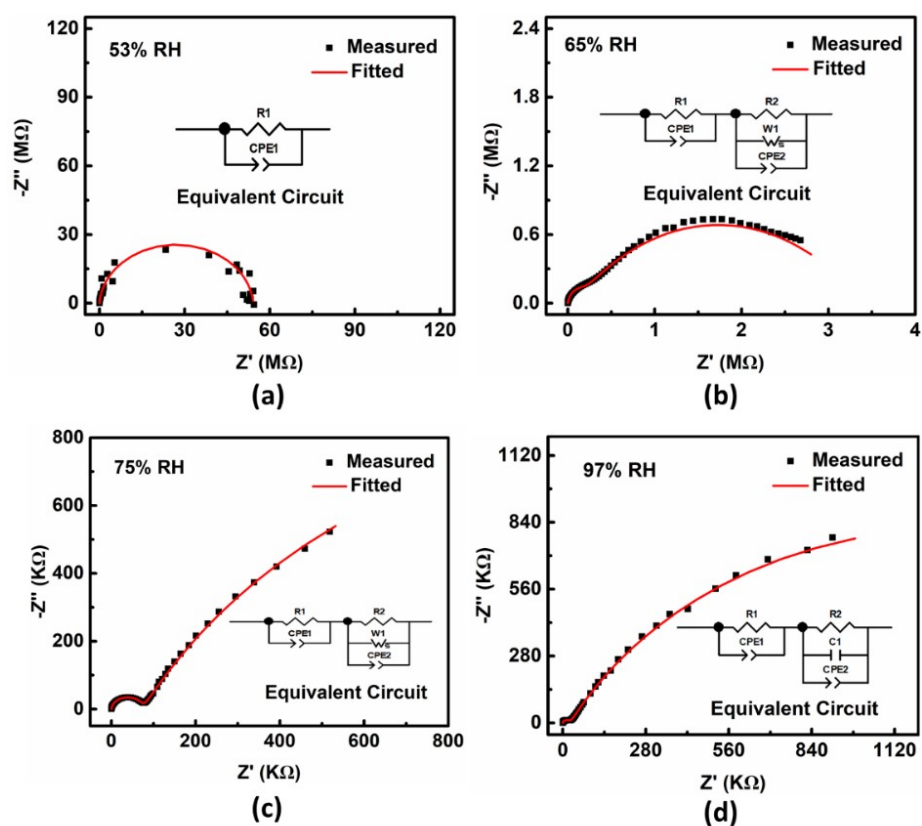 120
53% RH
Measured
Fitted
90
R1
60
CPE1
Equivalent Circuit
30
0
0 30 60 90 120
-Z'' (MΩ)
Z' (MΩ)
(a)
2.4
65% RH
Measured
Fitted
1.8
R1 R2
W1
CPE1
s
1.2
CPE2
Equivalent Circuit
0.6
0.0
0 1 2 3 4
-Z'' (MΩ)
Z' (MΩ)
(b)
800
75% RH
Measured
Fitted
600
400
R1 R2
W1
CPE1
s
200
CPE2
Equivalent Circuit
0
0 200 400 600 800
-Z'' (KΩ)
Z' (KΩ)
(c)
1120
97% RH
Measured
Fitted
840
560
R1 R2
C1
CPE1
280
CPE2
Equivalent Circuit
0
0 280 560 840 1120
-Z'' (KΩ)
Z' (KΩ)
(d)